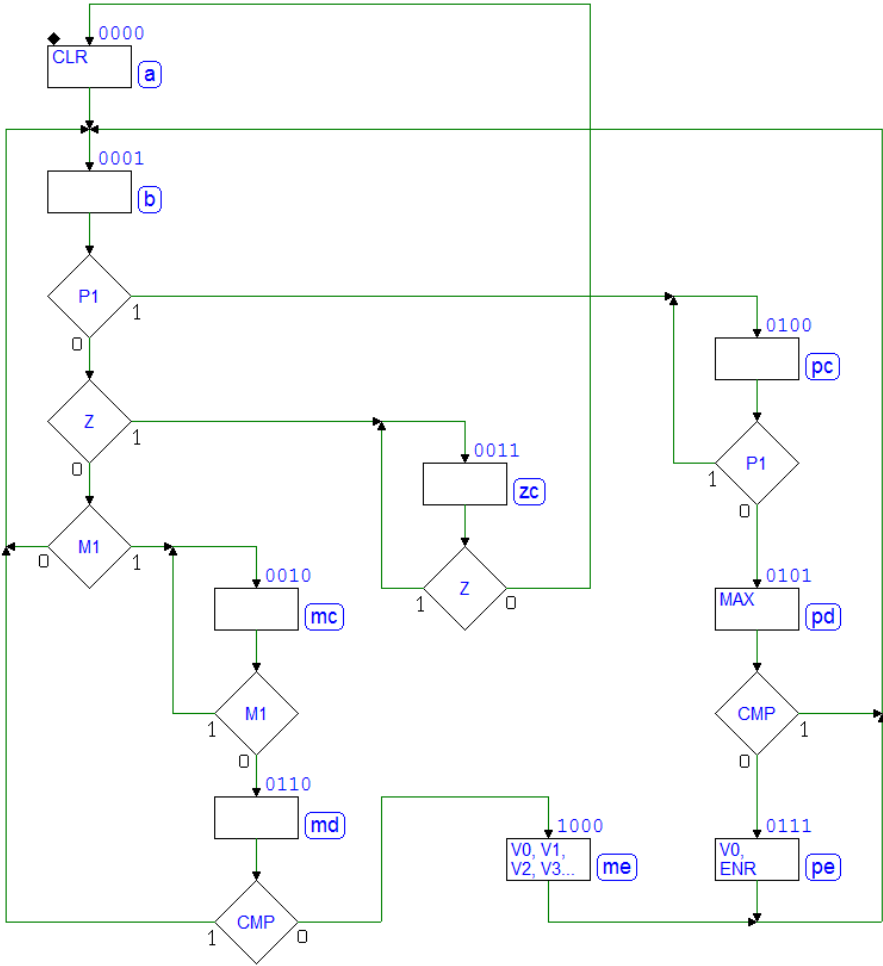 0000
CLR
a
0001
b
P1
1
0
0100
pc
Z
1
0
0011
zc
P1
1
0
M1
0
1
0010
mc
Z
1
0
0101
MAX
pd
M1
1
0
CMP
1
0
0110
md
1000
V0, V1,
V2, V3...
me
0111
V0,
ENR
pe
CMP
1
0